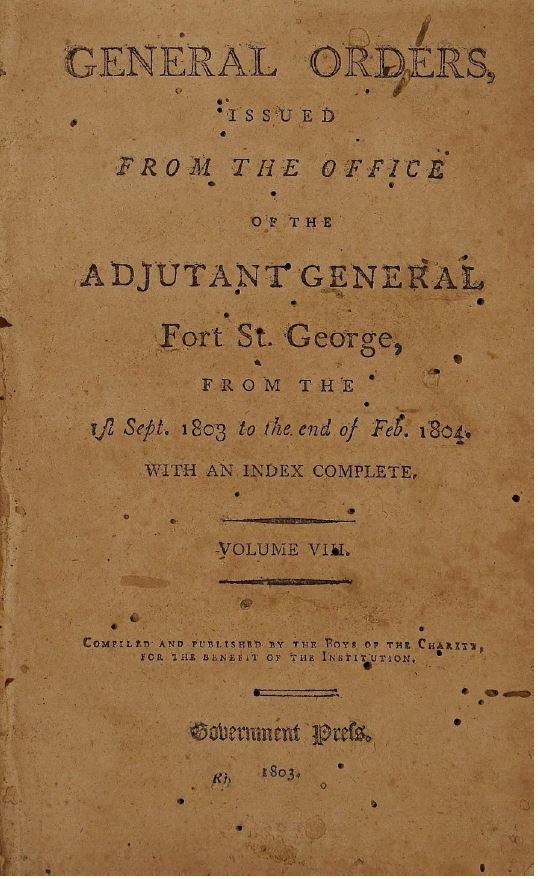 GENERAL ORDERS,
ISSUED
FROM THE OFFICE
OF THE
ADJUTANT GENERAL
Fort St. George,
FROM THE
1ſt Sept. 1803 to the end of Feb. 1804.
WITH AN INDEX COMPLETE,
VOLUME VIII.
COMPILED AND PUBLISHED BY THE BOYS OF THE CHARITY,
FOR THE BENEFIT OF THE INSTITUTION.
Government Preſs.
1803.